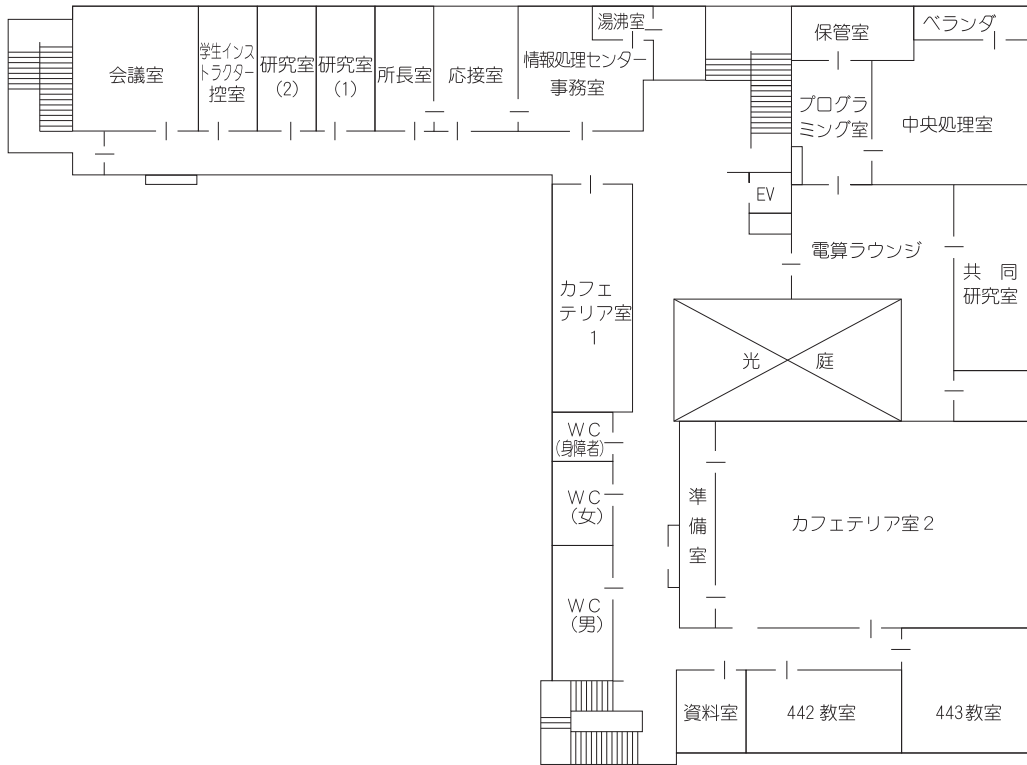 会議室
学生インス
トラクター
控室
研究室
(2)
研究室
(1)
所長室
応接室
湯沸室
情報処理センター
事務室
保管室
ベランダ
プログラ
ミング室
中央処理室
EV
電算ラウンジ
共 同
研究室
カフェ
テリア室
1
光 庭
WC
(身障者)
WC
(女)
WC
(男)
準
備
室
カフェテリア室2
資料室
442 教室
443 教室